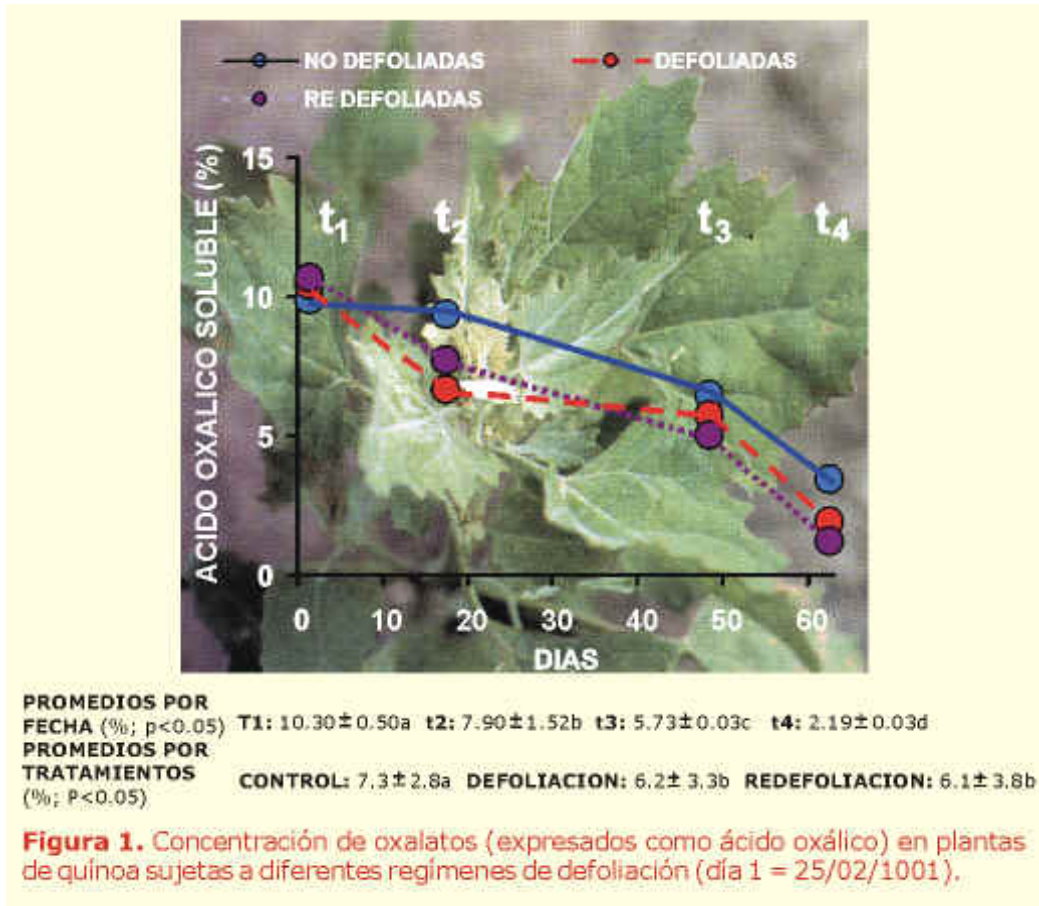 NO DEFOLIADAS DEFOLIADAS
RE DEFOLIADAS
ACIDO OXALICO SOLUBLE (%)
15
10
5
0
t1 t2 t3 t4
0 10 20 30 40 50 60
DIAS
PROMEDIOS POR
FECHA (%; p<0.05) T1: 10.30±0.50a t2: 7.90±1.52b t3: 5.73±0.03c t4: 2.19±0.03d
PROMEDIOS POR
TRATAMIENTOS
(%; P<0.05) CONTROL: 7.3±2.8a DEFOLIACION: 6.2± 3.3b REDEFOLIACION: 6.1±3.8b
Figura 1. Concentración de oxalatos (expresados como ácido oxálico) en plantas
de quínoa sujetas a diferentes regímenes de defoliación (día 1 = 25/02/1001).